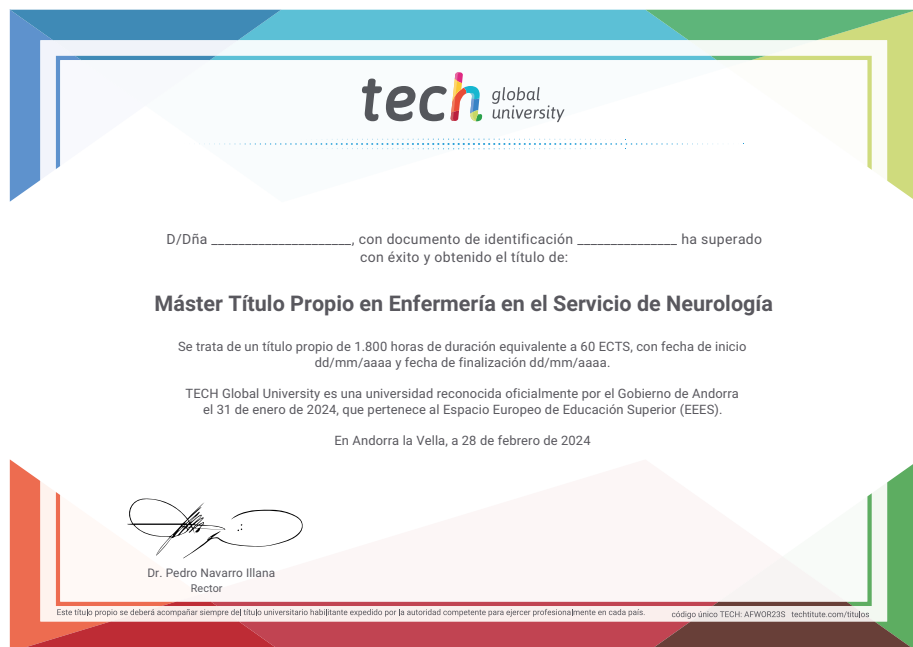 tech global university
D/Dña _____________________, con documento de identificación _______________ ha superado
con éxito y obtenido el título de:
Máster Título Propio en Enfermería en el Servicio de Neurología
Se trata de un título propio de 1.800 horas de duración equivalente a 60 ECTS, con fecha de inicio
dd/mm/aaaa y fecha de finalización dd/mm/aaaa.
TECH Global University es una universidad reconocida oficialmente por el Gobierno de Andorra
el 31 de enero de 2024, que pertenece al Espacio Europeo de Educación Superior (EEES).
En Andorra la Vella, a 28 de febrero de 2024
Dr. Pedro Navarro Illana
Rector
Este título propio se deberá acompañar siempre del título universitario habilitante expedido por la autoridad competente para ejercer profesionalmente en cada país.
código único TECH: AFWOR23S techtitute.com/titulos